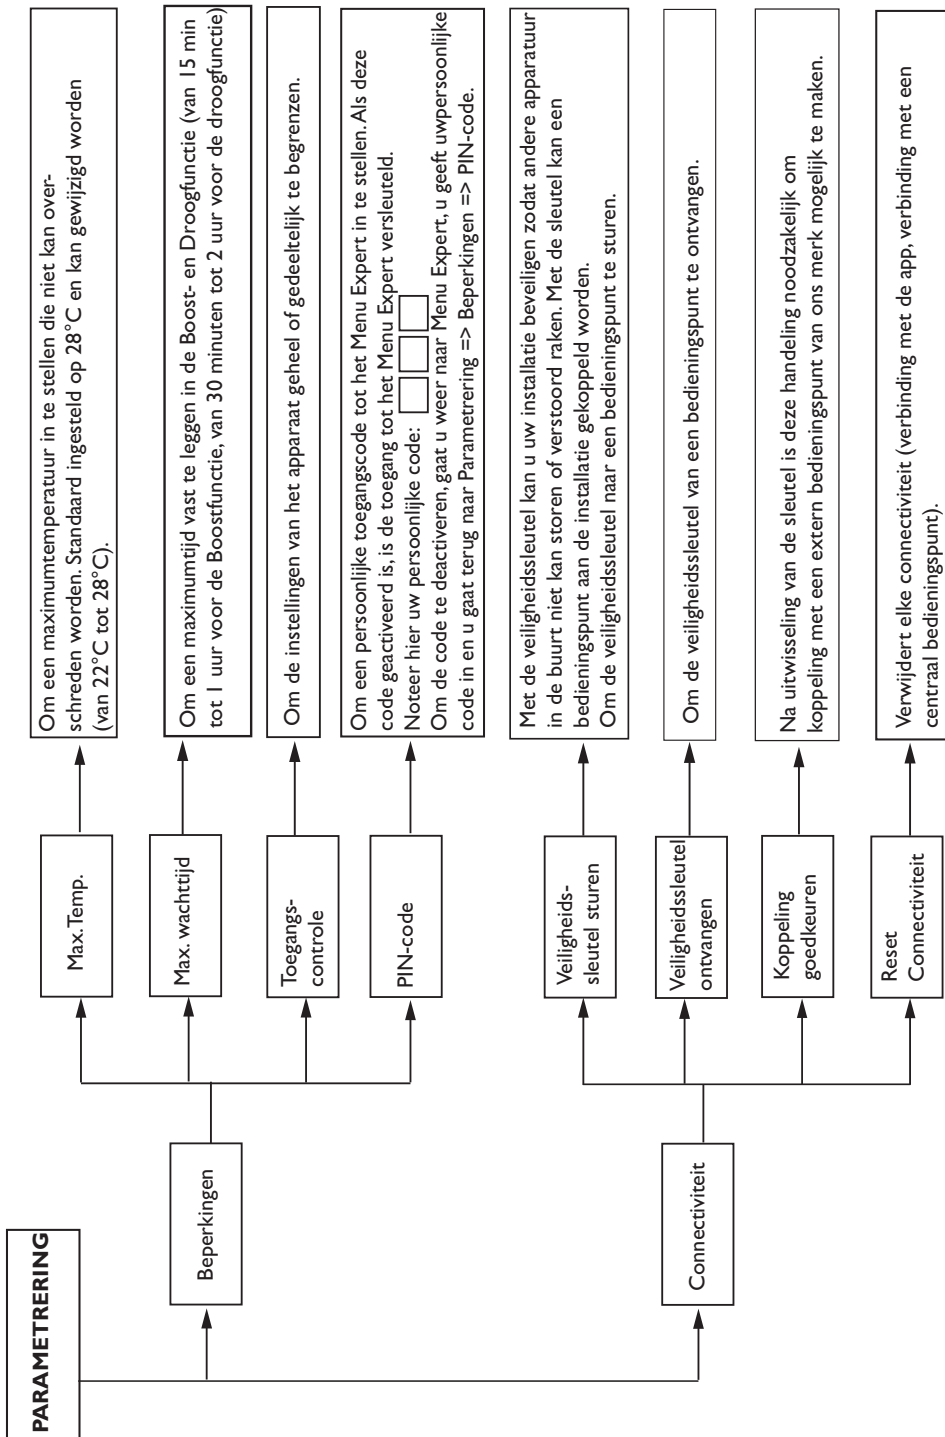 PARAMETRERING
Beperkingen
Max. Temp.
Om een maximumtemperatuur in te stellen die niet kan over-
schreden worden. Standaard ingesteld op 28°C en kan gewijzigd worden
(van 22°C tot 28°C).
Max. wachttijd
Om een maximumtijd vast te leggen in de Boost- en Droogfunctie (van 15 min
tot 1 uur voor de Boostfunctie, van 30 minuten tot 2 uur voor de droogfunctie)
Toegangs-
controle
Om de instellingen van het apparaat geheel of gedeeltelijk te begrenzen.
PIN-code
Om een persoonlijke toegangscode tot het Menu Expert in te stellen. Als deze
code geactiveerd is, is de toegang tot het Menu Expert versleuteld.
Noteer hier uw persoonlijke code:
Om de code te deactiveren, gaat u weer naar Menu Expert, u geeft uwpersoonlijke
code in en u gaat terug naar Parametrering => Beperkingen => PIN-code.
Connectiviteit
Veiligheids-
sleutel sturen
Met de veiligheidssleutel kan u uw installatie beveiligen zodat andere apparatuur
in de buurt niet kan storen of verstoord raken. Met de sleutel kan een
bedieningspunt aan de installatie gekoppeld worden.
Om de veiligheidssleutel naar een bedieningspunt te sturen.
Veiligheidssleutel
ontvangen
Om de veiligheidssleutel van een bedieningspunt te ontvangen.
Koppeling
goedkeuren
Na uitwisseling van de sleutel is deze handeling noodzakelijk om
koppeling met een extern bedieningspunt van ons merk mogelijk te maken.
Reset
Connectiviteit
Verwijdert elke connectiviteit (verbinding met de app, verbinding met een
centraal bedieningspunt).